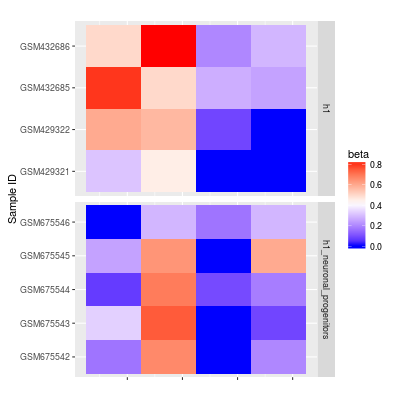 Sample ID
GSM432686
GSM432685
GSM429322
GSM429321
h1
GSM675546
GSM675545
GSM675544
GSM675543
GSM675542
h1_neuronal_progenitors
beta
0.8
0.6
0.4
0.2
0.0